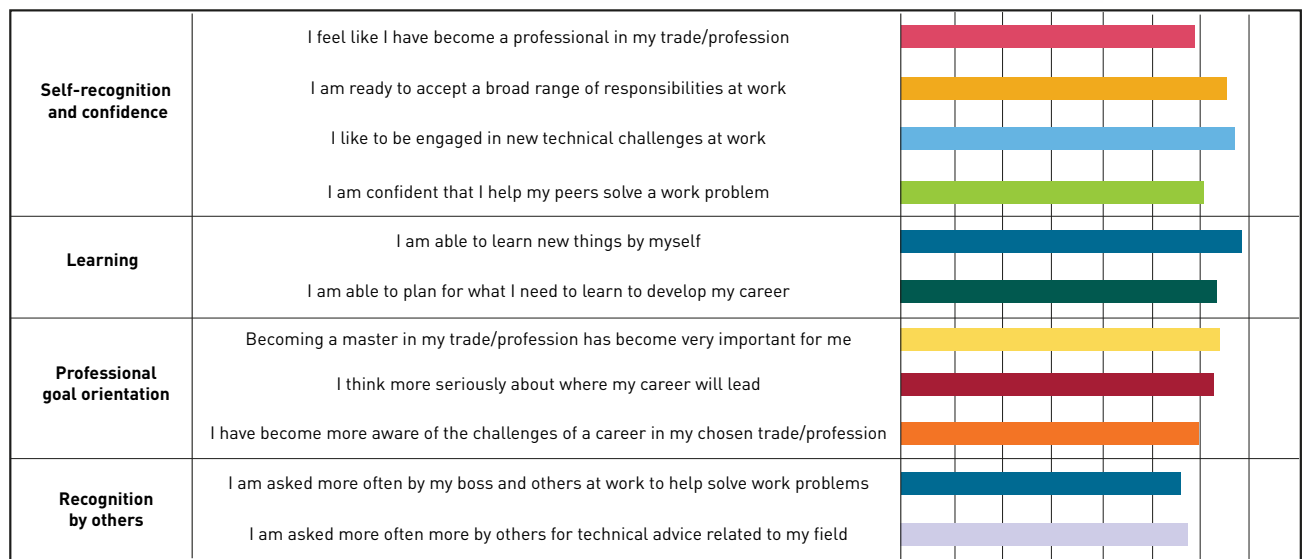 I feel like I have become a professional in my trade/profession
Self-recognition
and confidence
I am ready to accept a broad range of responsibilities at work
I like to be engaged in new technical challenges at work
I am confident that I help my peers solve a work problem
Learning
I am able to learn new things by myself
I am able to plan for what I need to learn to develop my career
Professional
goal orientation
Becoming a master in my trade/profession has become very important for me
I think more seriously about where my career will lead
I have become more aware of the challenges of a career in my chosen trade/profession
Recognition
by others
I am asked more often by my boss and others at work to help solve work problems
I am asked more often more by others for technical advice related to my field